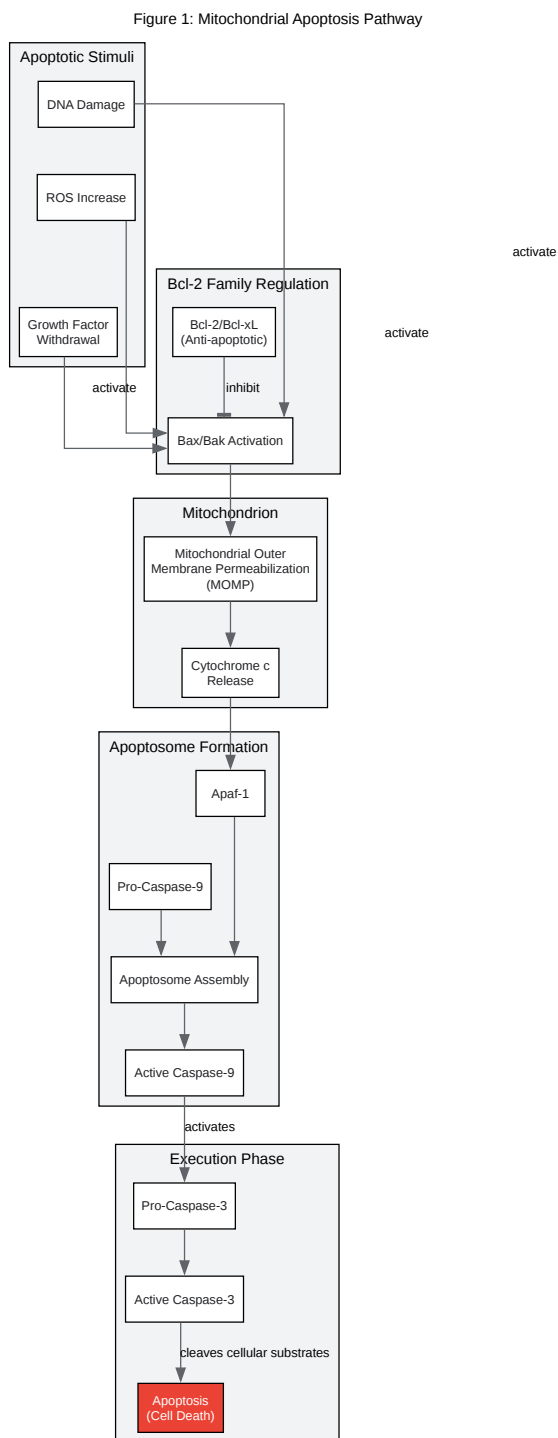 Figure 1: Mitochondrial Apoptosis Pathway
Apoptotic Stimuli
DNA Damage
ROS Increase
activate
Bcl-2 Family Regulation
Growth Factor
Withdrawal
Bcl-2/Bcl-xL
(Anti-apoptotic)
activate
activate
inhibit
Bax/Bak Activation
Mitochondrion
Mitochondrial Outer
Membrane Permeabilization
(MOMP)
Cytochrome c
Release
Apoptosome Formation
Apaf-1
Pro-Caspase-9
Apoptosome Assembly
Active Caspase-9
activates
Execution Phase
Pro-Caspase-3
Active Caspase-3
cleaves cellular substrates
Apoptosis
(Cell Death)